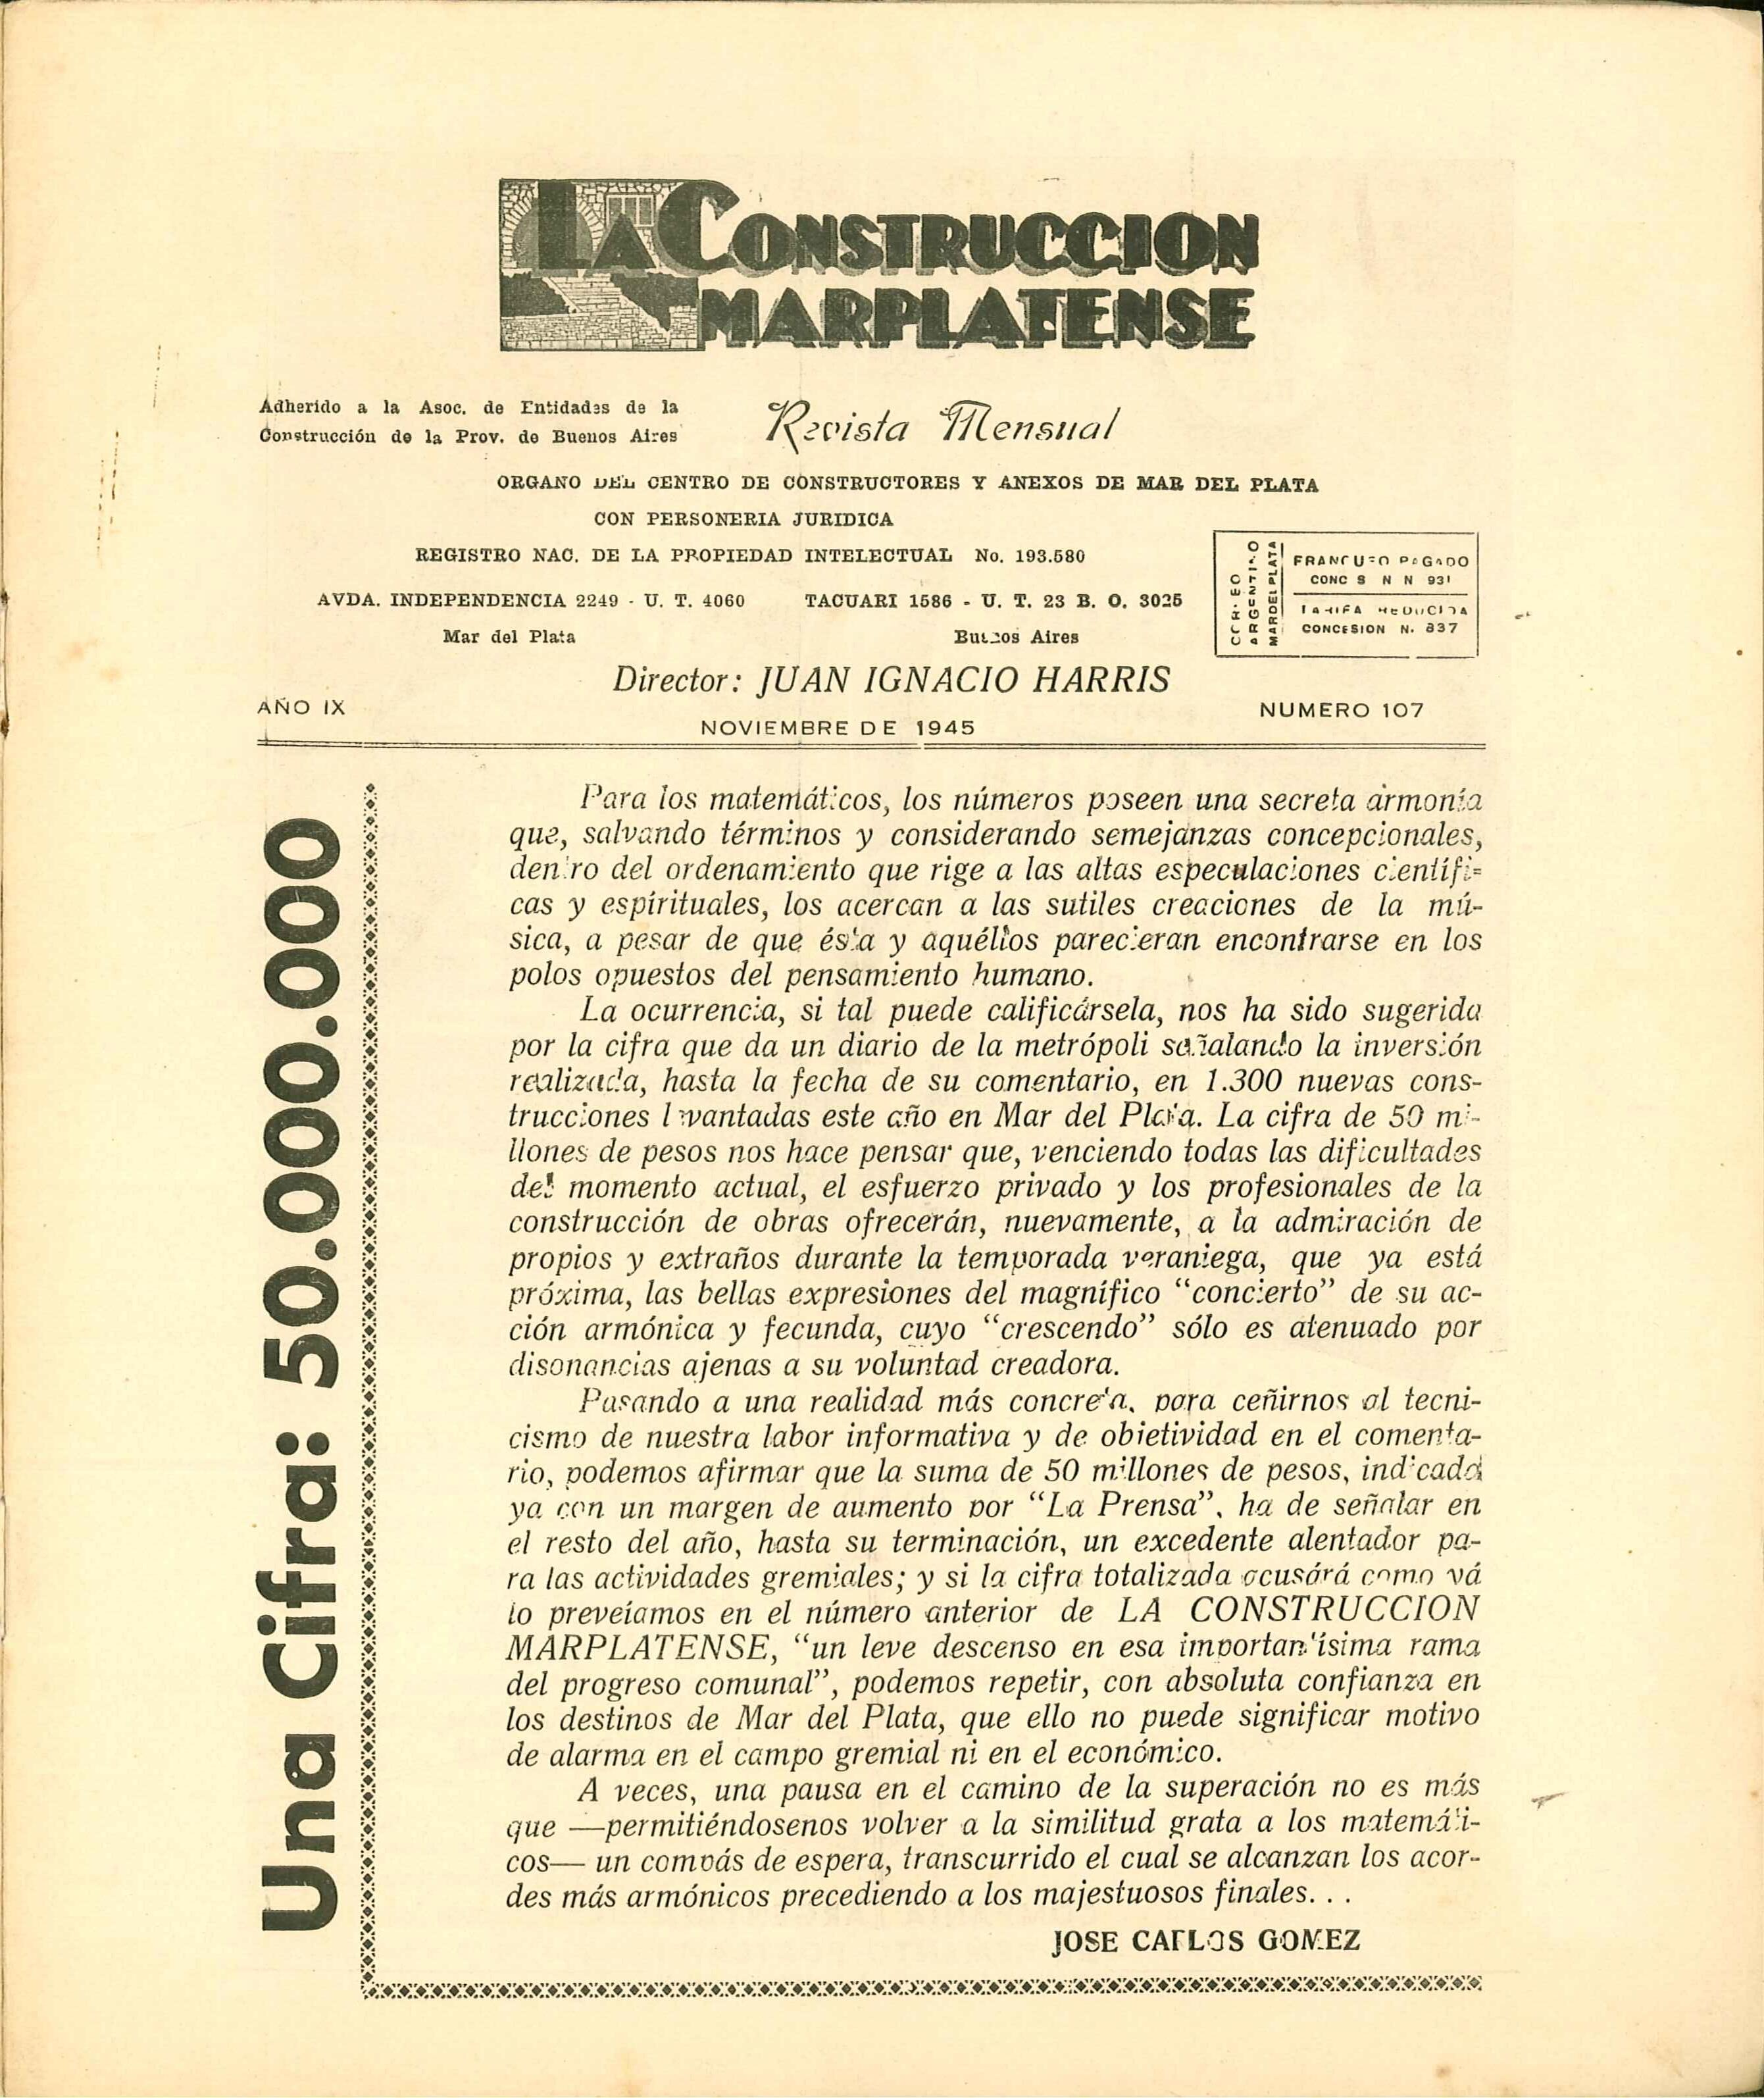 LA CONSTRUCCION
MARPLATENSE
Adherido a la Asoc. de Entidades de la
Construcción de la Prov. de Buenos Aires
Revista Mensual
ORGANO DEL CENTRO DE CONSTRUCTORES Y ANEXOS DE MAR DEL PLATA
CON PERSONERIA JURIDICA
REGISTRO NAC. DE LA PROPIEDAD INTELECTUAL No. 193.580
AVDA. INDEPENDENCIA 2249 - U. T. 4060
Mar del Plata
TACUARI 1586 - U. T. 23 B. O. 3025
Buenos Aires
CORREO
ARGENTINO
MAR DEL PLATA
FRANQUEO PAGADO
CONC S N N 931
TARIFA REDUCIDA
CONCESION N. 837
Director: JUAN IGNACIO HARRIS
AÑO IX
NOVIEMBRE DE 1945
NUMERO 107
Una Cifra: 50.000.000
Para los matemáticos, los números poseen una secreta armonía
que, salvando términos y considerando semejanzas concepcionales,
dentro del ordenamiento que rige a las altas especulaciones científi-
cas y espírituales, los acercan a las sutiles creaciones de la mú-
sica, a pesar de que ésta y aquéllos parecieran encontrarse en los
polos opuestos del pensamiento humano.
La ocurrencia, si tal puede calificársela, nos ha sido sugerida
por la cifra que da un diario de la metrópoli señalando la inversión
realizada, hasta la fecha de su comentario, en 1.300 nuevas cons-
trucciones levantadas este año en Mar del Plata. La cifra de 50 mi-
llones de pesos nos hace pensar que, venciendo todas las dificultades
del momento actual, el esfuerzo privado y los profesionales de la
construcción de obras ofrecerán, nuevamente, a la admiración de
propios y extraños durante la temporada veraniega, que ya está
próxima, las bellas expresiones del magnífico “concierto” de su ac-
ción armónica y fecunda, cuyo “crescendo” sólo es atenuado por
disonancias ajenas a su voluntad creadora.
Pasando a una realidad más concreta, para ceñirnos al tecni-
cismo de nuestra labor informativa y de objetividad en el comenta-
rio, podemos afirmar que la suma de 50 millones de pesos, indicada
ya con un margen de aumento por “La Prensa”, ha de señalar en
el resto del año, hasta su terminación, un excedente alentador pa-
ra las actividades gremiales; y si la cifra totalizada acusárá como yá
lo preveíamos en el número anterior de LA CONSTRUCCION
MARPLATENSE, “un leve descenso en esa importantísima rama
del progreso comunal”, podemos repetir, con absoluta confianza en
los destinos de Mar del Plata, que ello no puede significar motivo
de alarma en el campo gremial ni en el económico.
A veces, una pausa en el camino de la superación no es más
que —permitiéndosenos volver a la similitud grata a los matemáti-
cos— un compás de espera, transcurrido el cual se alcanzan los acor-
des más armónicos precediendo a los majestuosos finales. . .
JOSE CARLOS GOMEZ